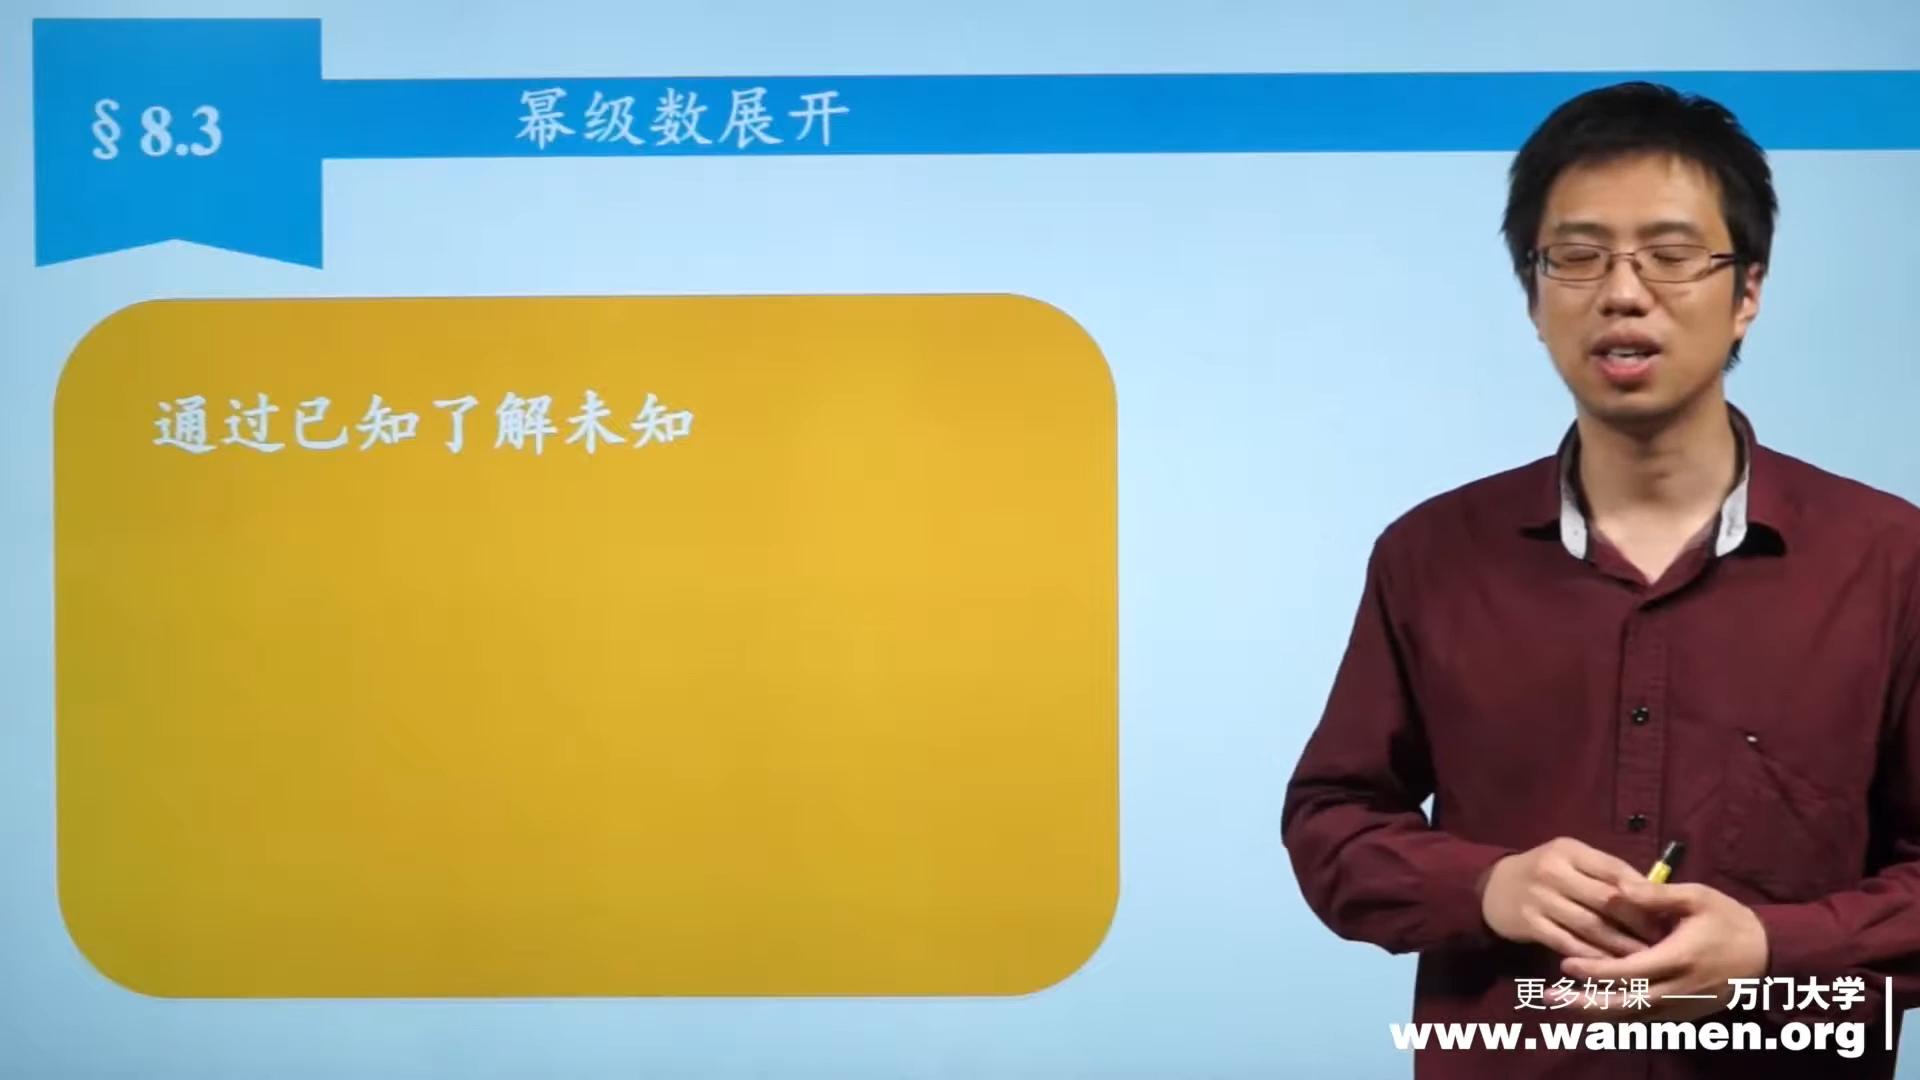 § 8.3
幂级数展开
通过已知了解未知
更多好课 —— 万门大学
www.wanmen.org